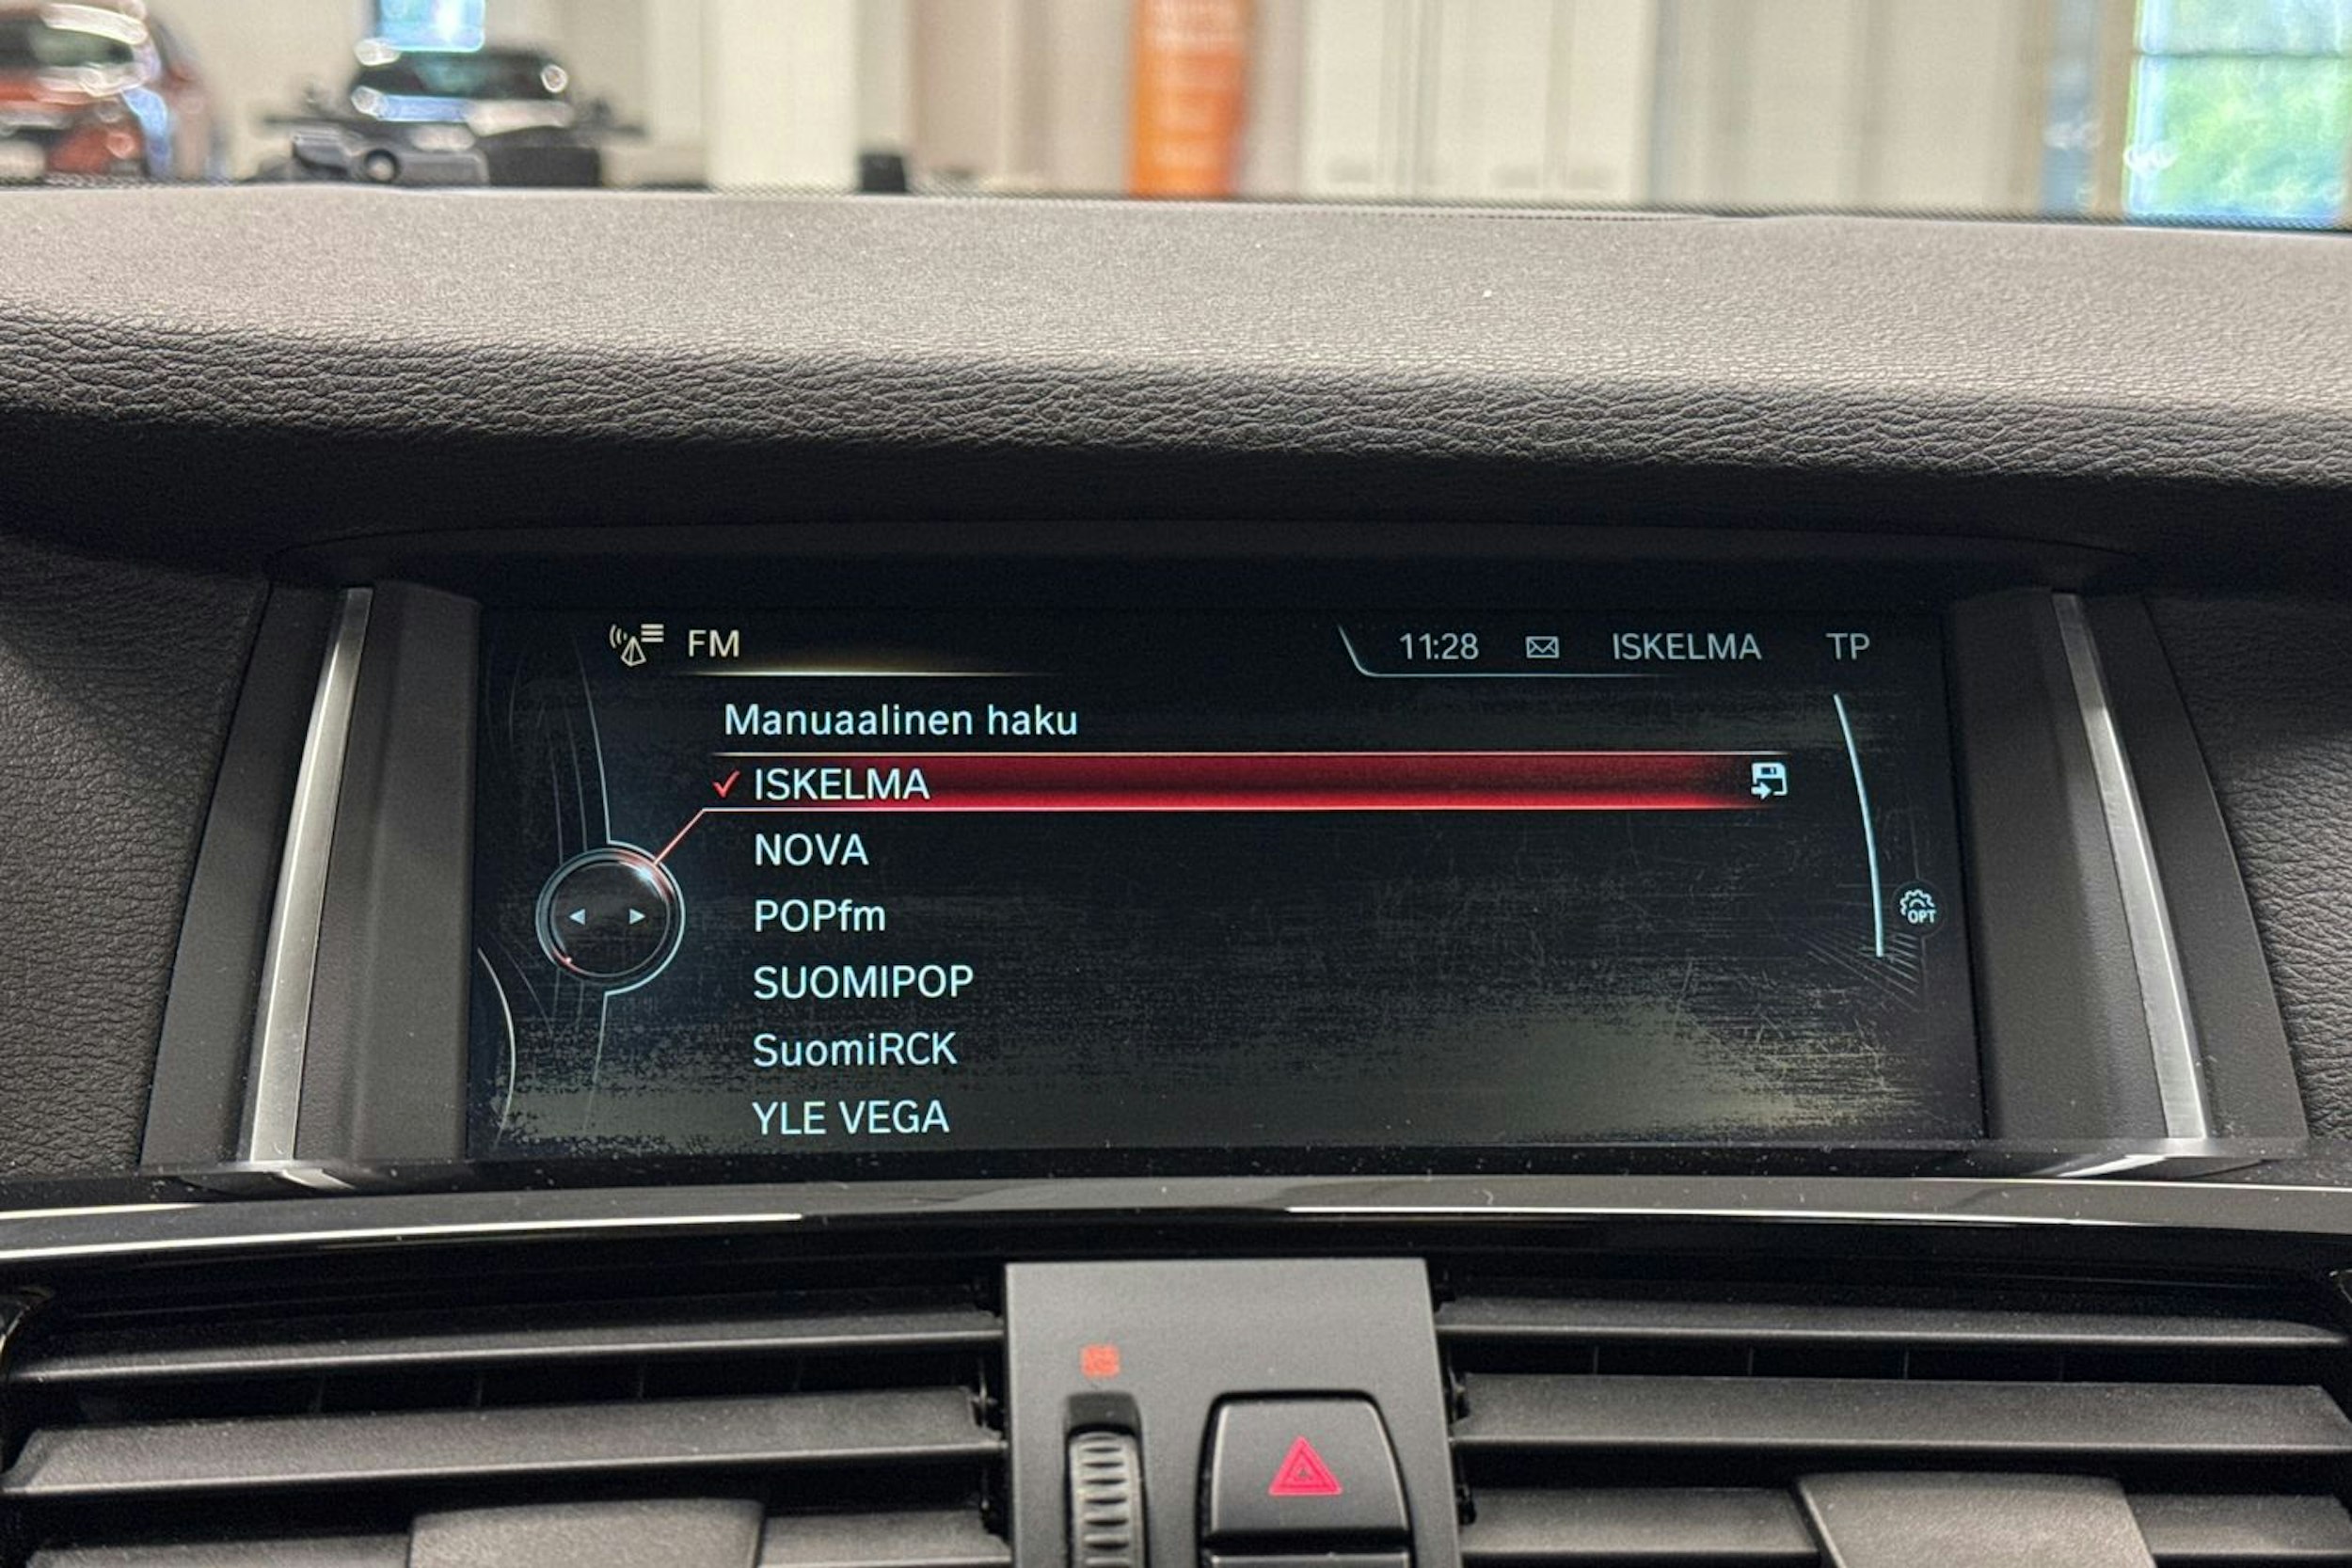 FM
11:28 ISKELMA TP
Manuaalinen haku
ISKELMA
NOVA
POPfm
SUOMIPOP
SuomiRCK
YLE VEGA
OPT